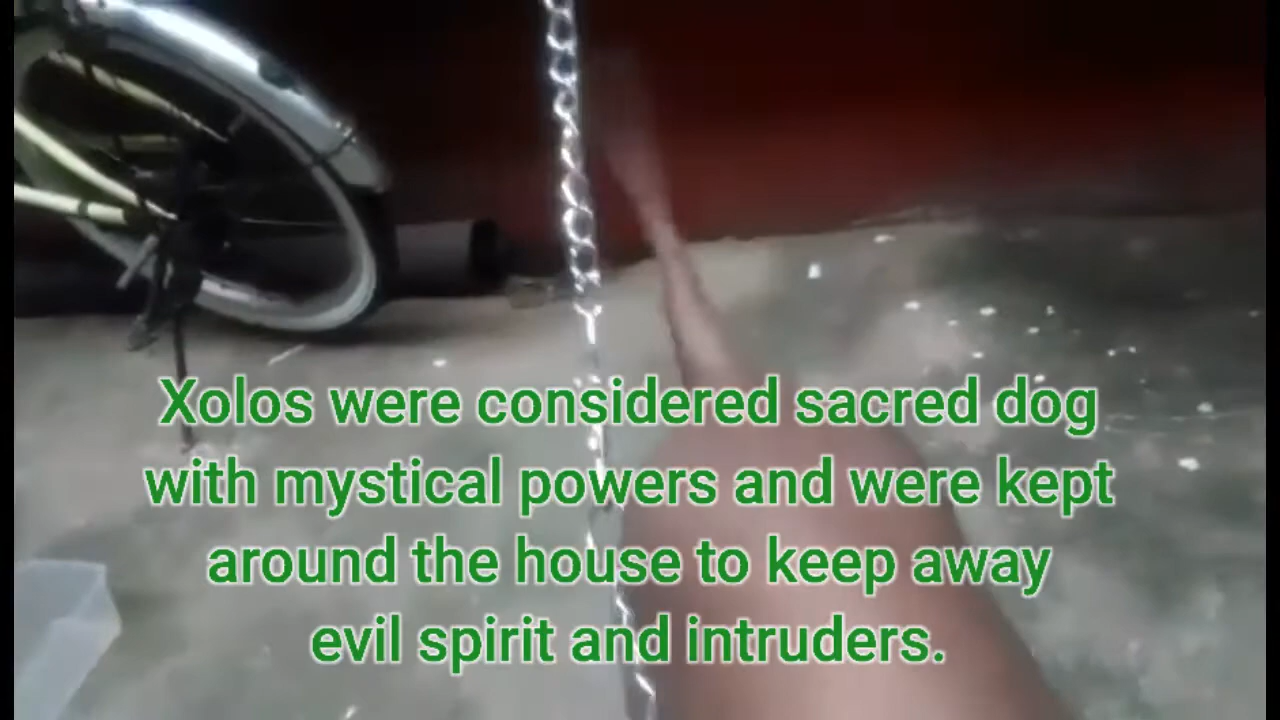 Xolos were considered sacred dog
with mystical powers and were kept
around the house to keep away
evil spirit and intruders.